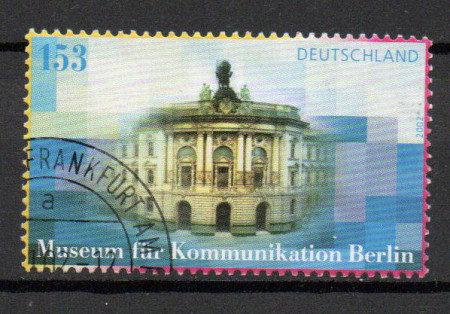 153
DEUTSCHLAND
2002
FRANKFURT AM
a
Museum für Kommunikation Berlin